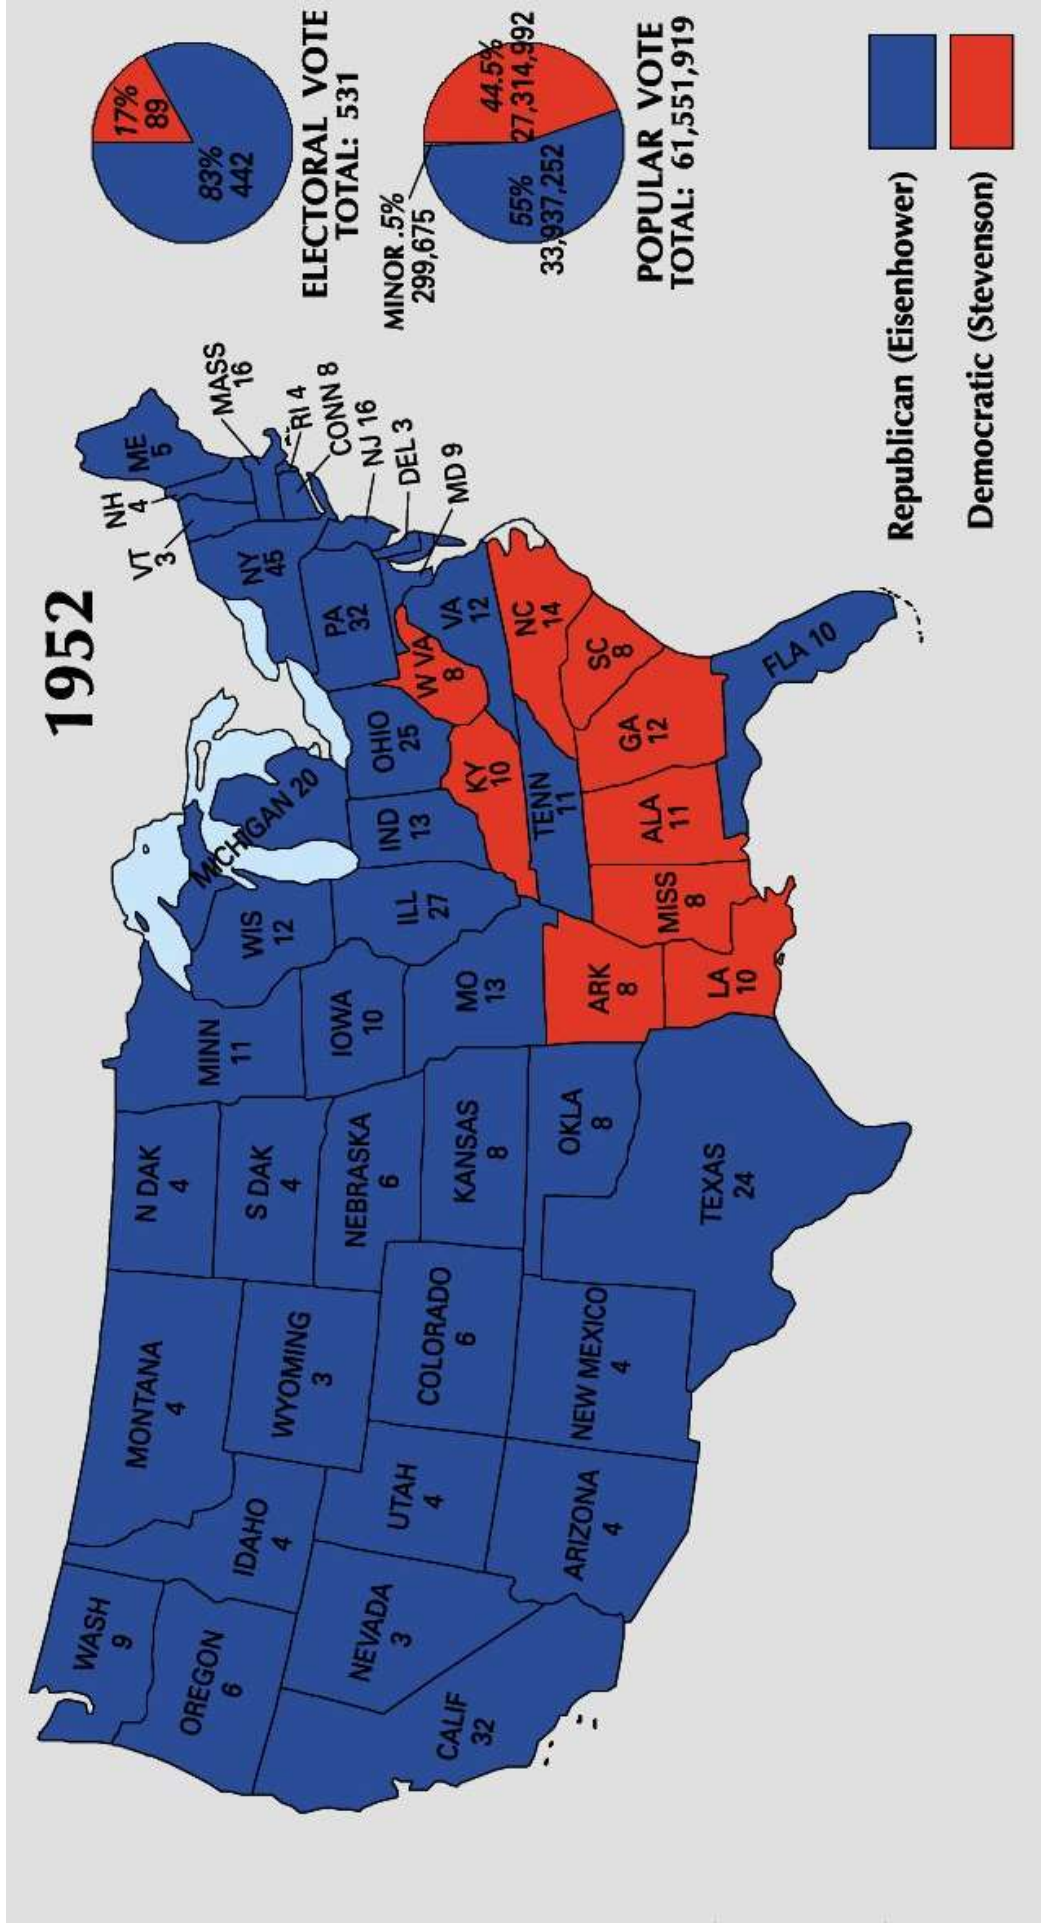 1952
WASH
9
OREGON
6
CALIF
32
NEVADA
3
IDAHO
4
MONTANA
4
WYOMING
3
UTAH
4
COLORADO
6
ARIZONA
4
NEW MEXICO
4
N DAK
4
S DAK
4
NEBRASKA
6
KANSAS
8
OKLA
8
TEXAS
24
MINN
11
IOWA
10
MO
13
ARK
8
LA
10
WIS
12
ILL
27
MICHIGAN 20
IND
13
OHIO
25
KY
10
TENN
11
MISS
8
ALA
11
GA
12
FLA 10
SC
8
NC
14
VA
12
W VA
8
PA
32
NY
45
VT
3
NH
4
ME
5
MASS
16
RI 4
CONN 8
NJ 16
DEL 3
MD 9
17%
89
83%
442
ELECTORAL VOTE
TOTAL: 531
MINOR .5%
299,675
44.5%
27,314,992
55%
33,937,252
POPULAR VOTE
TOTAL: 61,551,919
Republican (Eisenhower)
Democratic (Stevenson)